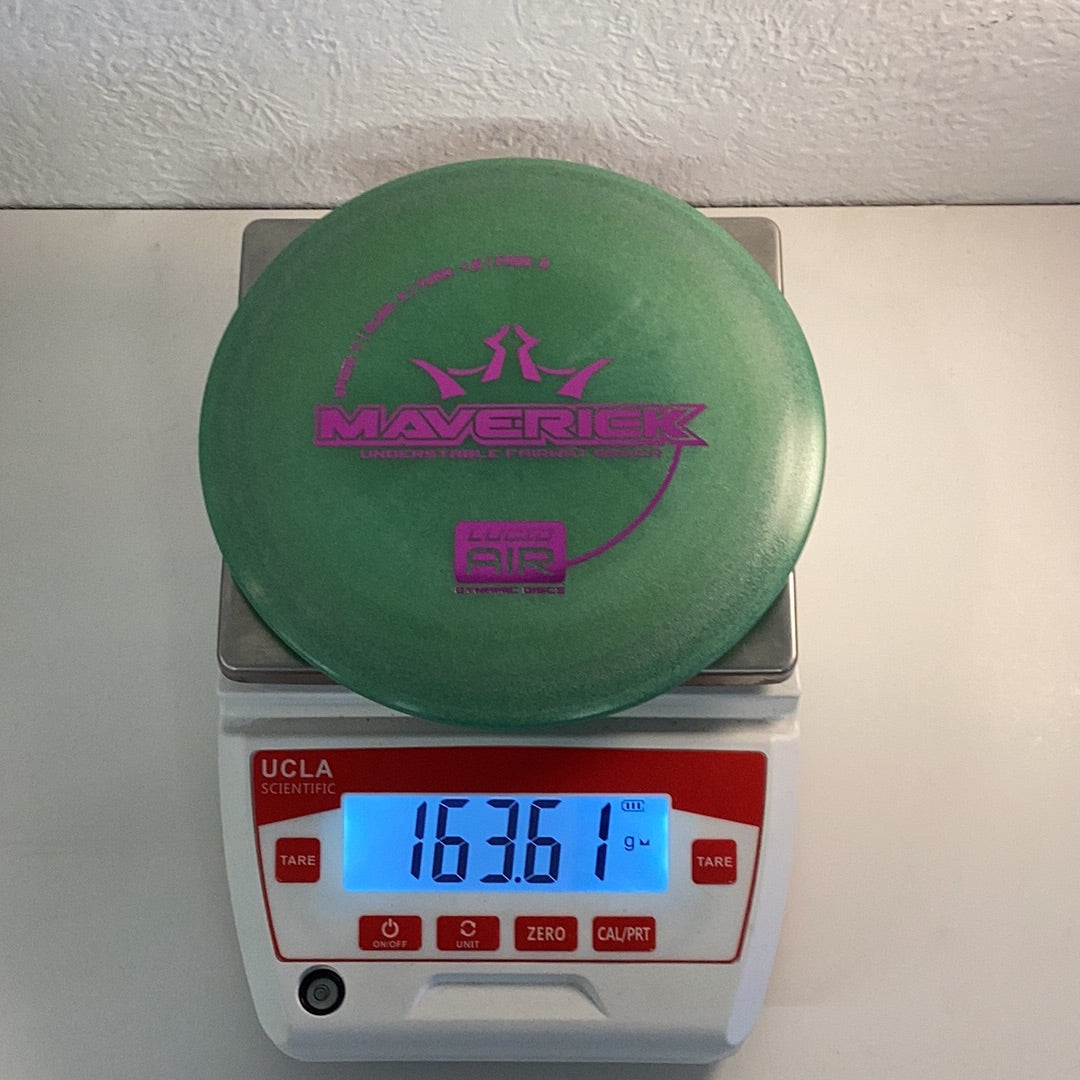 MAVERICK
UNDERSTABLE FAIRWAY DRIVER
LUCID
AIR
DYNAMIC DISCS
UCLA
SCIENTIFIC
163.61 g
TARE
TARE
ON/OFF
UNIT
ZERO
CAL/PRT